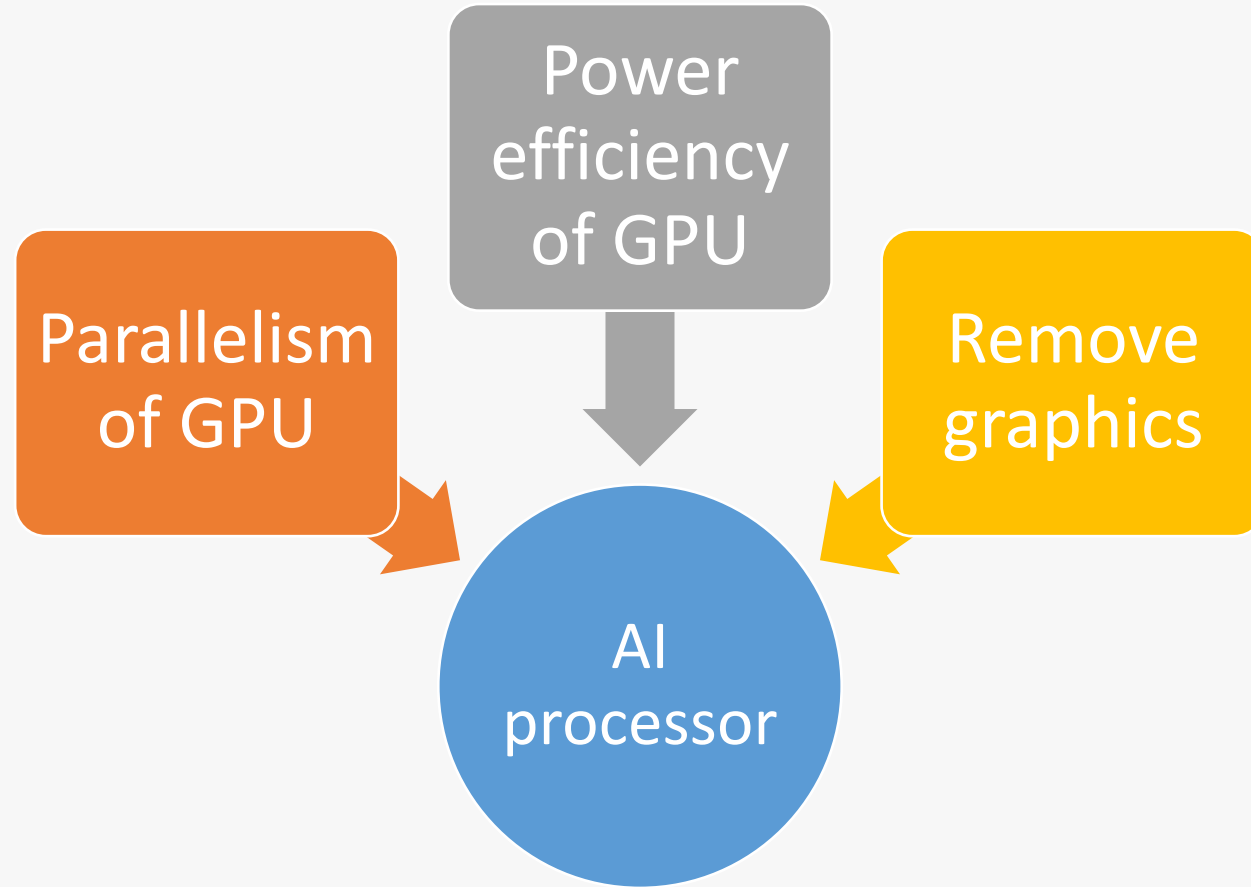 Power
efficiency
of GPU
Parallelism
of GPU
Remove
graphics
AI
processor